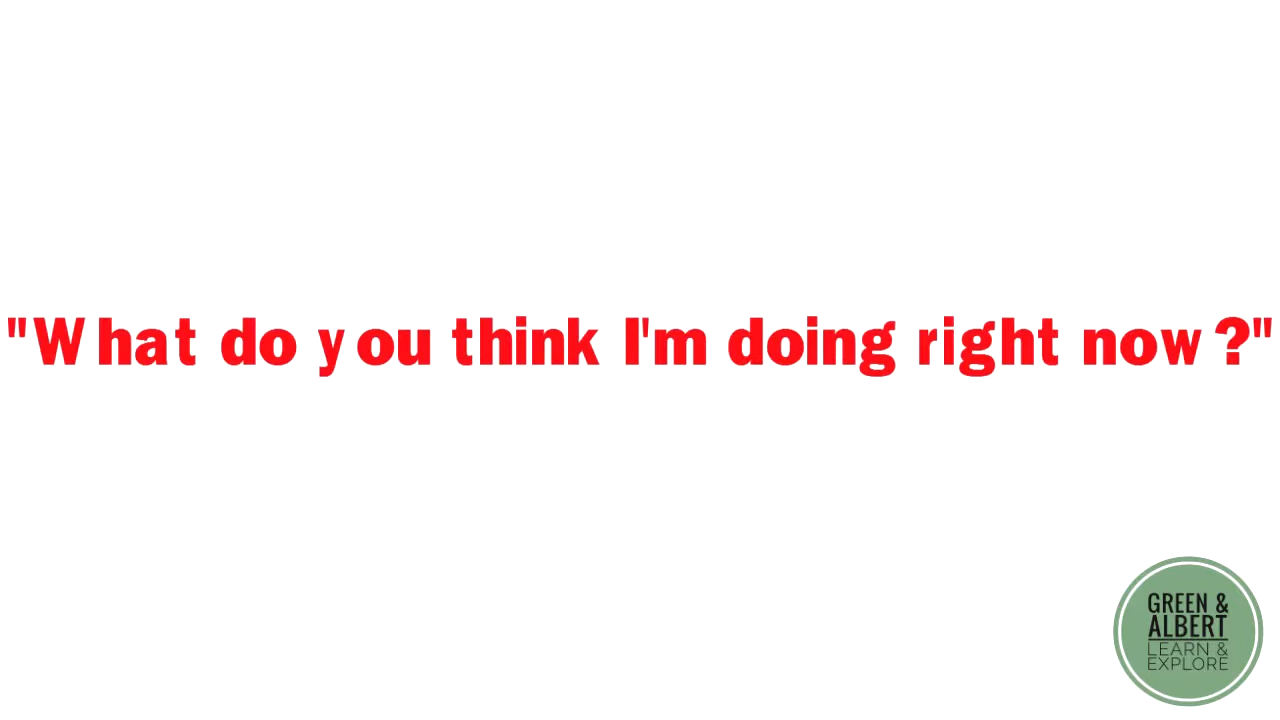 "What do you think I'm doing right now?"
GREEN &
ALBERT
LEARN &
EXPLORE